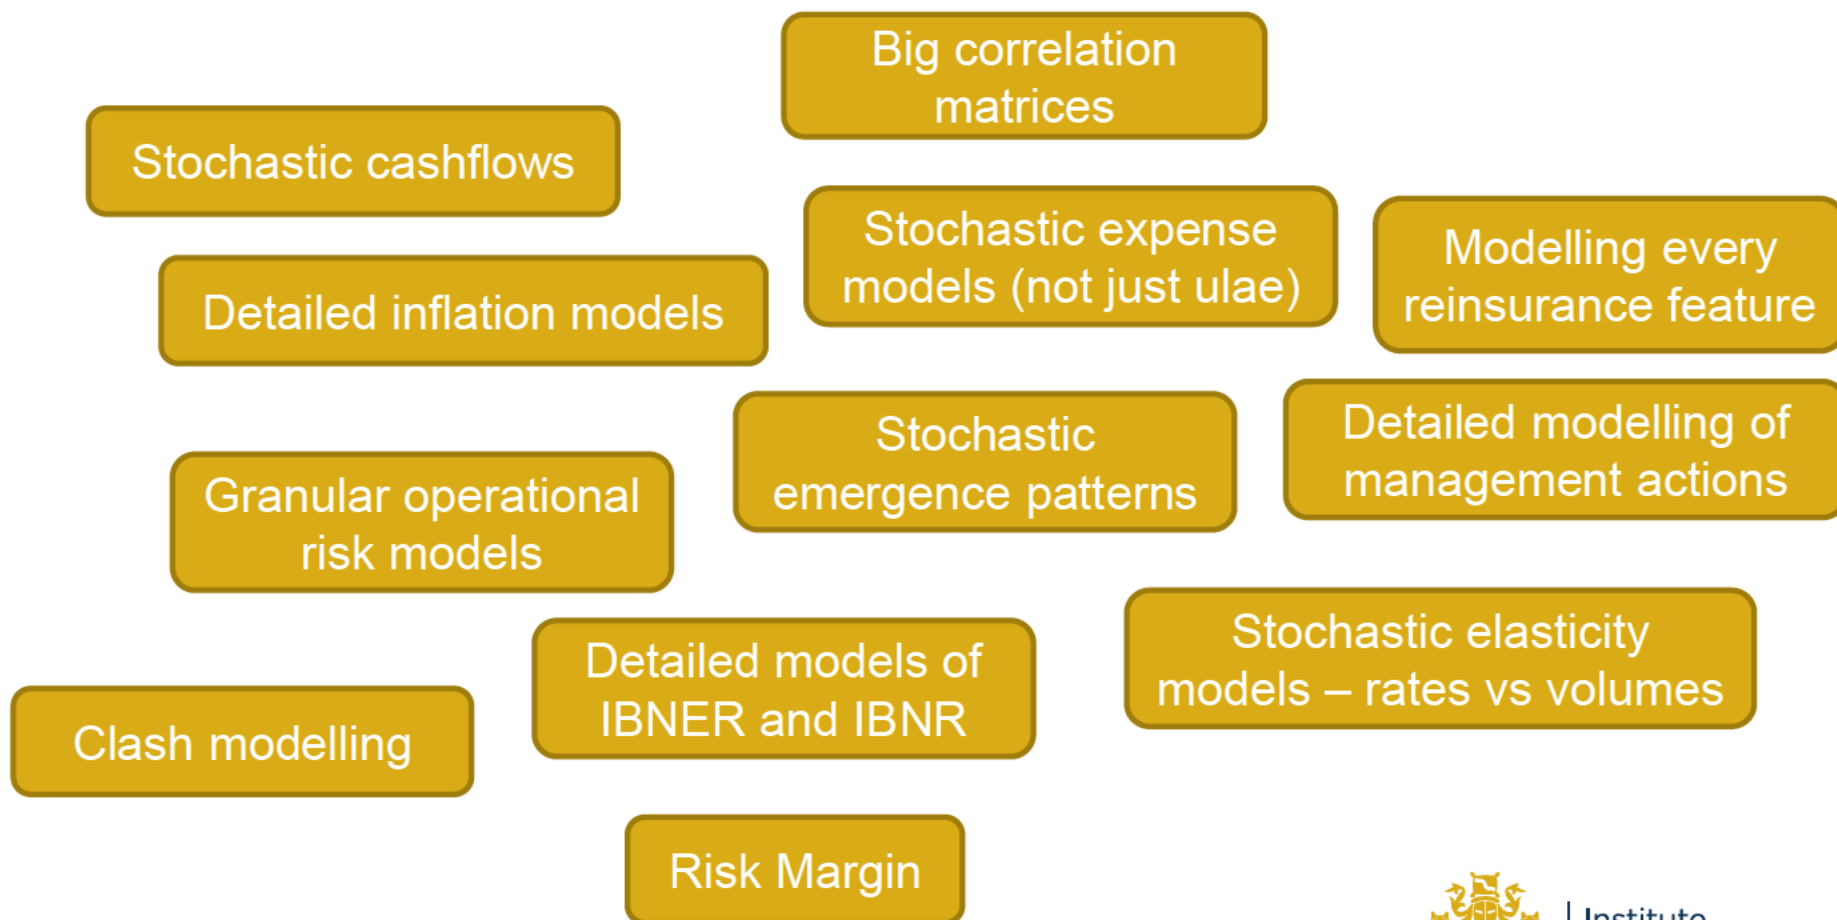 Big correlation
matrices
Stochastic cashflows
Stochastic expense
models (not just ulae)
Modelling every
reinsurance feature
Detailed inflation models
Stochastic
emergence patterns
Detailed modelling of
management actions
Granular operational
risk models
Detailed models of
IBNER and IBNR
Stochastic elasticity
models – rates vs volumes
Clash modelling
Risk Margin
Institute